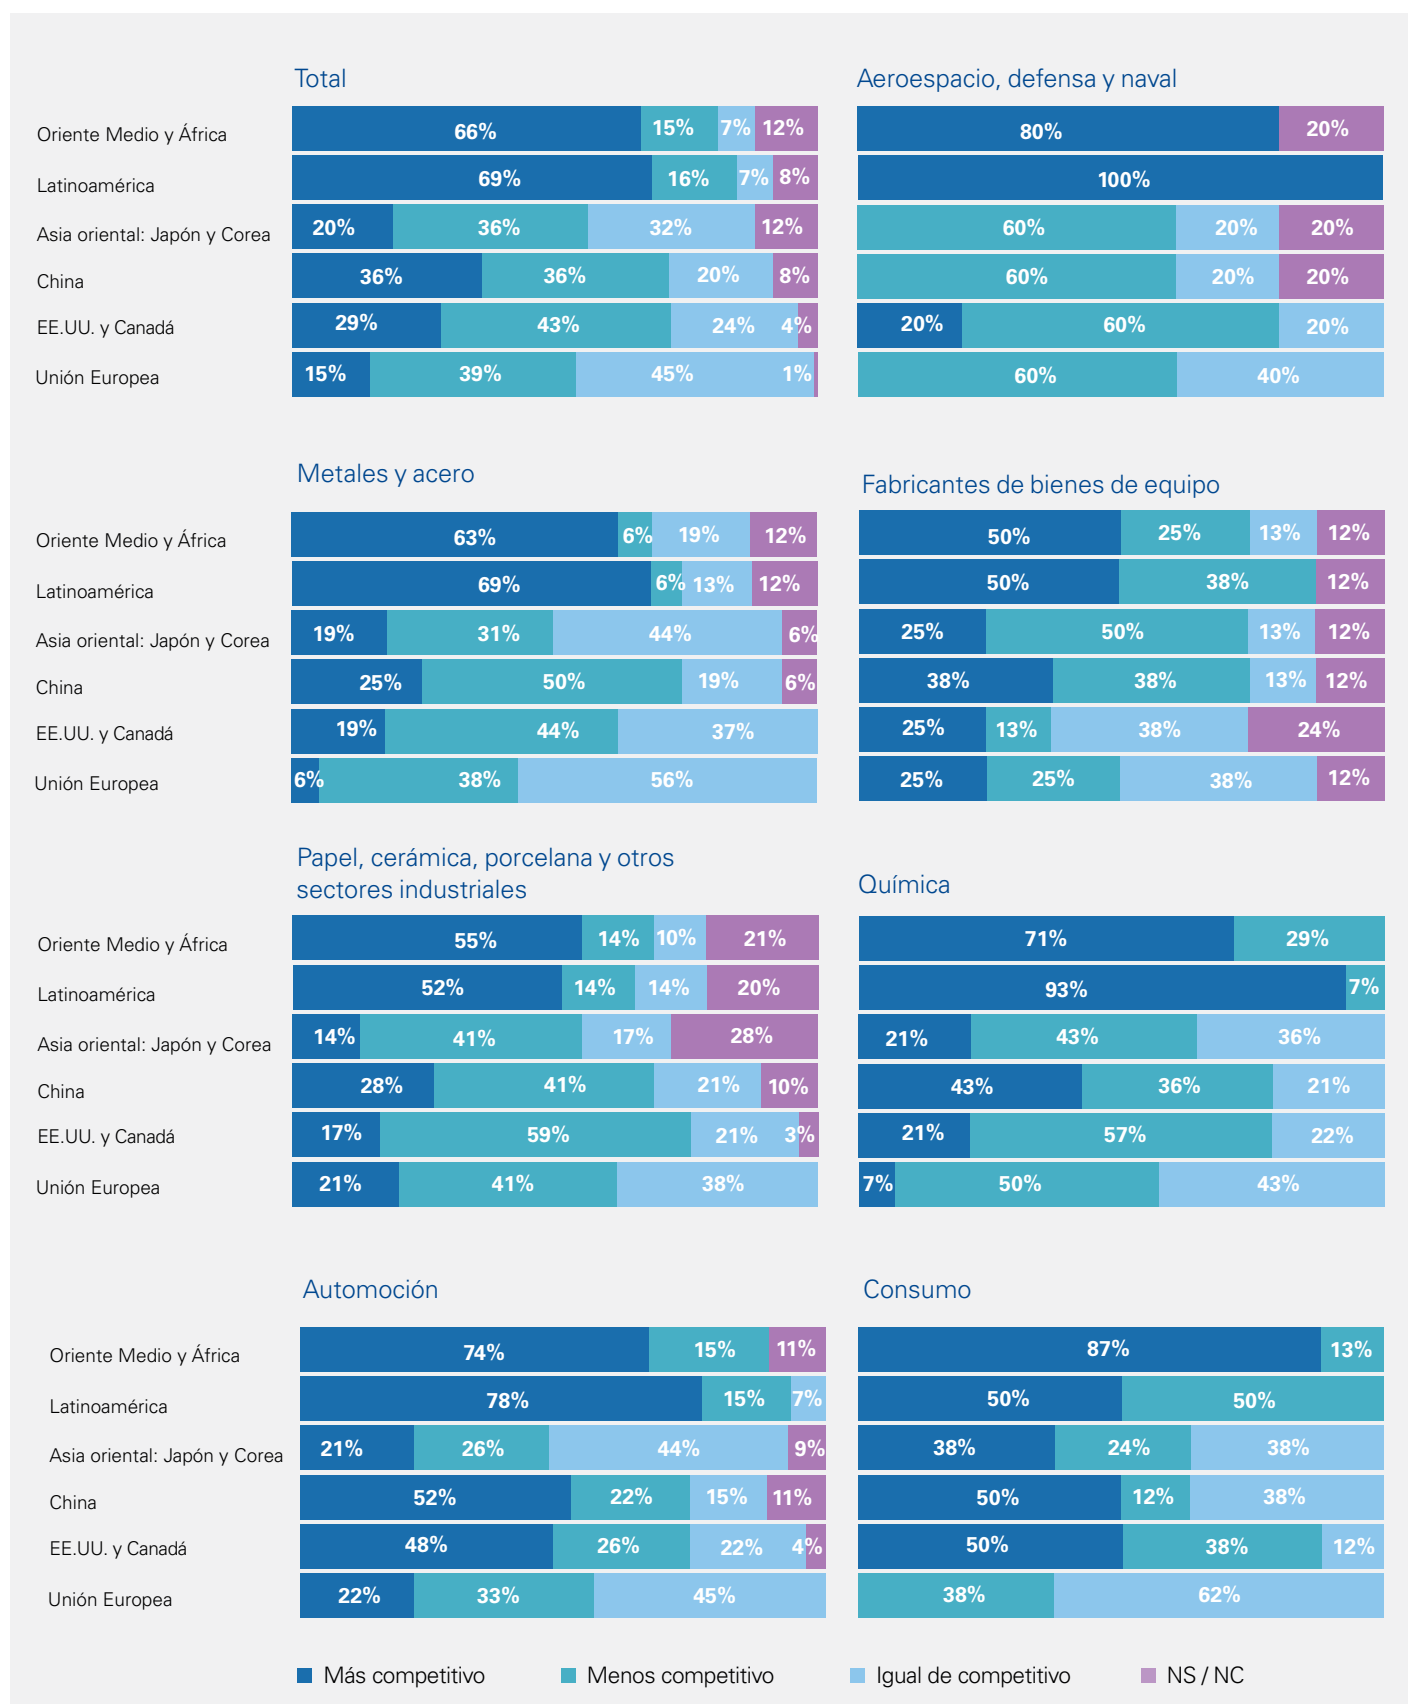 Total
Oriente Medio y África 66% 15% 7% 12%
Latinoamérica 69% 16% 7% 8%
Asia oriental: Japón y Corea 20% 36% 32% 12%
China 36% 36% 20% 8%
EE.UU. y Canadá 29% 43% 24% 4%
Unión Europea 15% 39% 45% 1%
Aeroespacio, defensa y naval
80% 20%
100%
60% 20% 20%
60% 20% 20%
20% 60% 20%
60% 40%
Metales y acero
Oriente Medio y África 63% 6% 19% 12%
Latinoamérica 69% 6% 13% 12%
Asia oriental: Japón y Corea 19% 31% 44% 6%
China 25% 50% 19% 6%
EE.UU. y Canadá 19% 44% 37%
Unión Europea 6% 38% 56%
Fabricantes de bienes de equipo
50% 25% 13% 12%
50% 38% 12%
25% 50% 13% 12%
38% 38% 13% 12%
25% 13% 38% 24%
25% 25% 38% 12%
Papel, cerámica, porcelana y otros
sectores industriales
Oriente Medio y África 55% 14% 10% 21%
Latinoamérica 52% 14% 14% 20%
Asia oriental: Japón y Corea 14% 41% 17% 28%
China 28% 41% 21% 10%
EE.UU. y Canadá 17% 59% 21% 3%
Unión Europea 21% 41% 38%
Química
71% 29%
93% 7%
21% 43% 36%
43% 36% 21%
21% 57% 22%
7% 50% 43%
Automoción
Oriente Medio y África 74% 15% 11%
Latinoamérica 78% 15% 7%
Asia oriental: Japón y Corea 21% 26% 44% 9%
China 52% 22% 15% 11%
EE.UU. y Canadá 48% 26% 22% 4%
Unión Europea 22% 33% 45%
Consumo
87% 13%
50% 50%
38% 24% 38%
50% 12% 38%
50% 38% 12%
38% 62%
Más competitivo Menos competitivo Igual de competitivo NS / NC